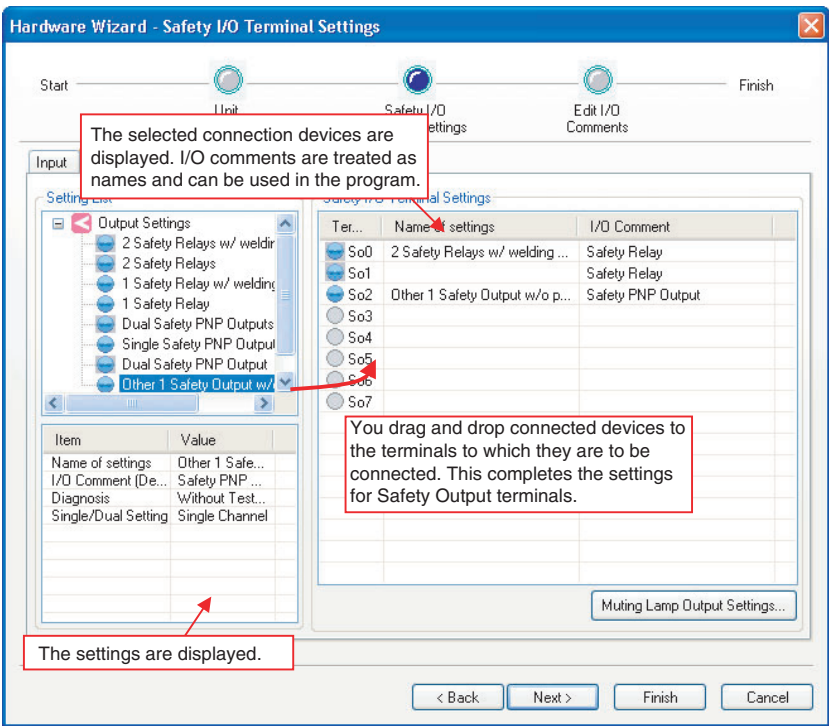 Hardware Wizard - Safety I/O Terminal Settings
Start
Finish
Unit
Safety I/O
ettings
Edit I/O
Comments
The selected connection devices are
displayed. I/O comments are treated as
names and can be used in the program.
Input
Setting List
Output Settings
2 Safety Relays w/ weldir
2 Safety Relays
1 Safety Relay w/ welding
1 Safety Relay
Dual Safety PNP Outputs
Single Safety PNP Output
Dual Safety PNP Output
Other 1 Safety Output w/
Safety I/O Terminal Settings
Ter... Name of settings I/O Comment
So0 2 Safety Relays w/ welding ... Safety Relay
So1 Safety Relay
So2 Other 1 Safety Output w/o p... Safety PNP Output
So3
So4
So5
So6
So7
You drag and drop connected devices to
the terminals to which they are to be
connected. This completes the settings
for Safety Output terminals.
Item Value
Name of settings Other 1 Safe...
I/O Comment (De... Safety PNP ...
Diagnosis Without Test...
Single/Dual Setting Single Channel
Muting Lamp Output Settings...
The settings are displayed.
< Back
Next >
Finish
Cancel